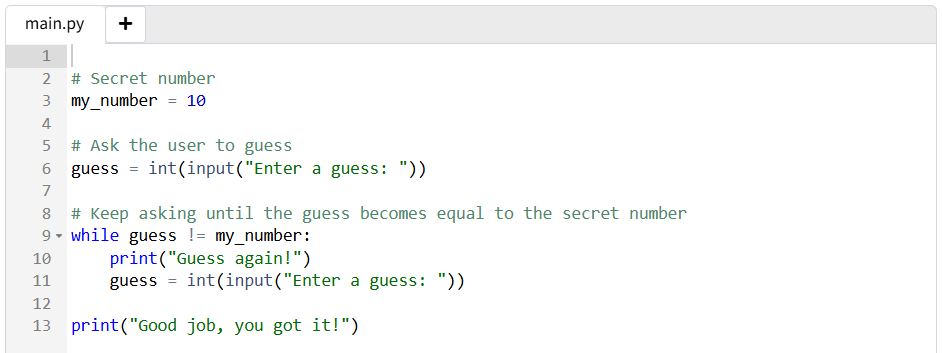 main.py +
1
2 # Secret number
3 my_number = 10
4
5 # Ask the user to guess
6 guess = int(input("Enter a guess: "))
7
8 # Keep asking until the guess becomes equal to the secret number
9 while guess != my_number:
10     print("Guess again!")
11     guess = int(input("Enter a guess: "))
12
13 print("Good job, you got it!")